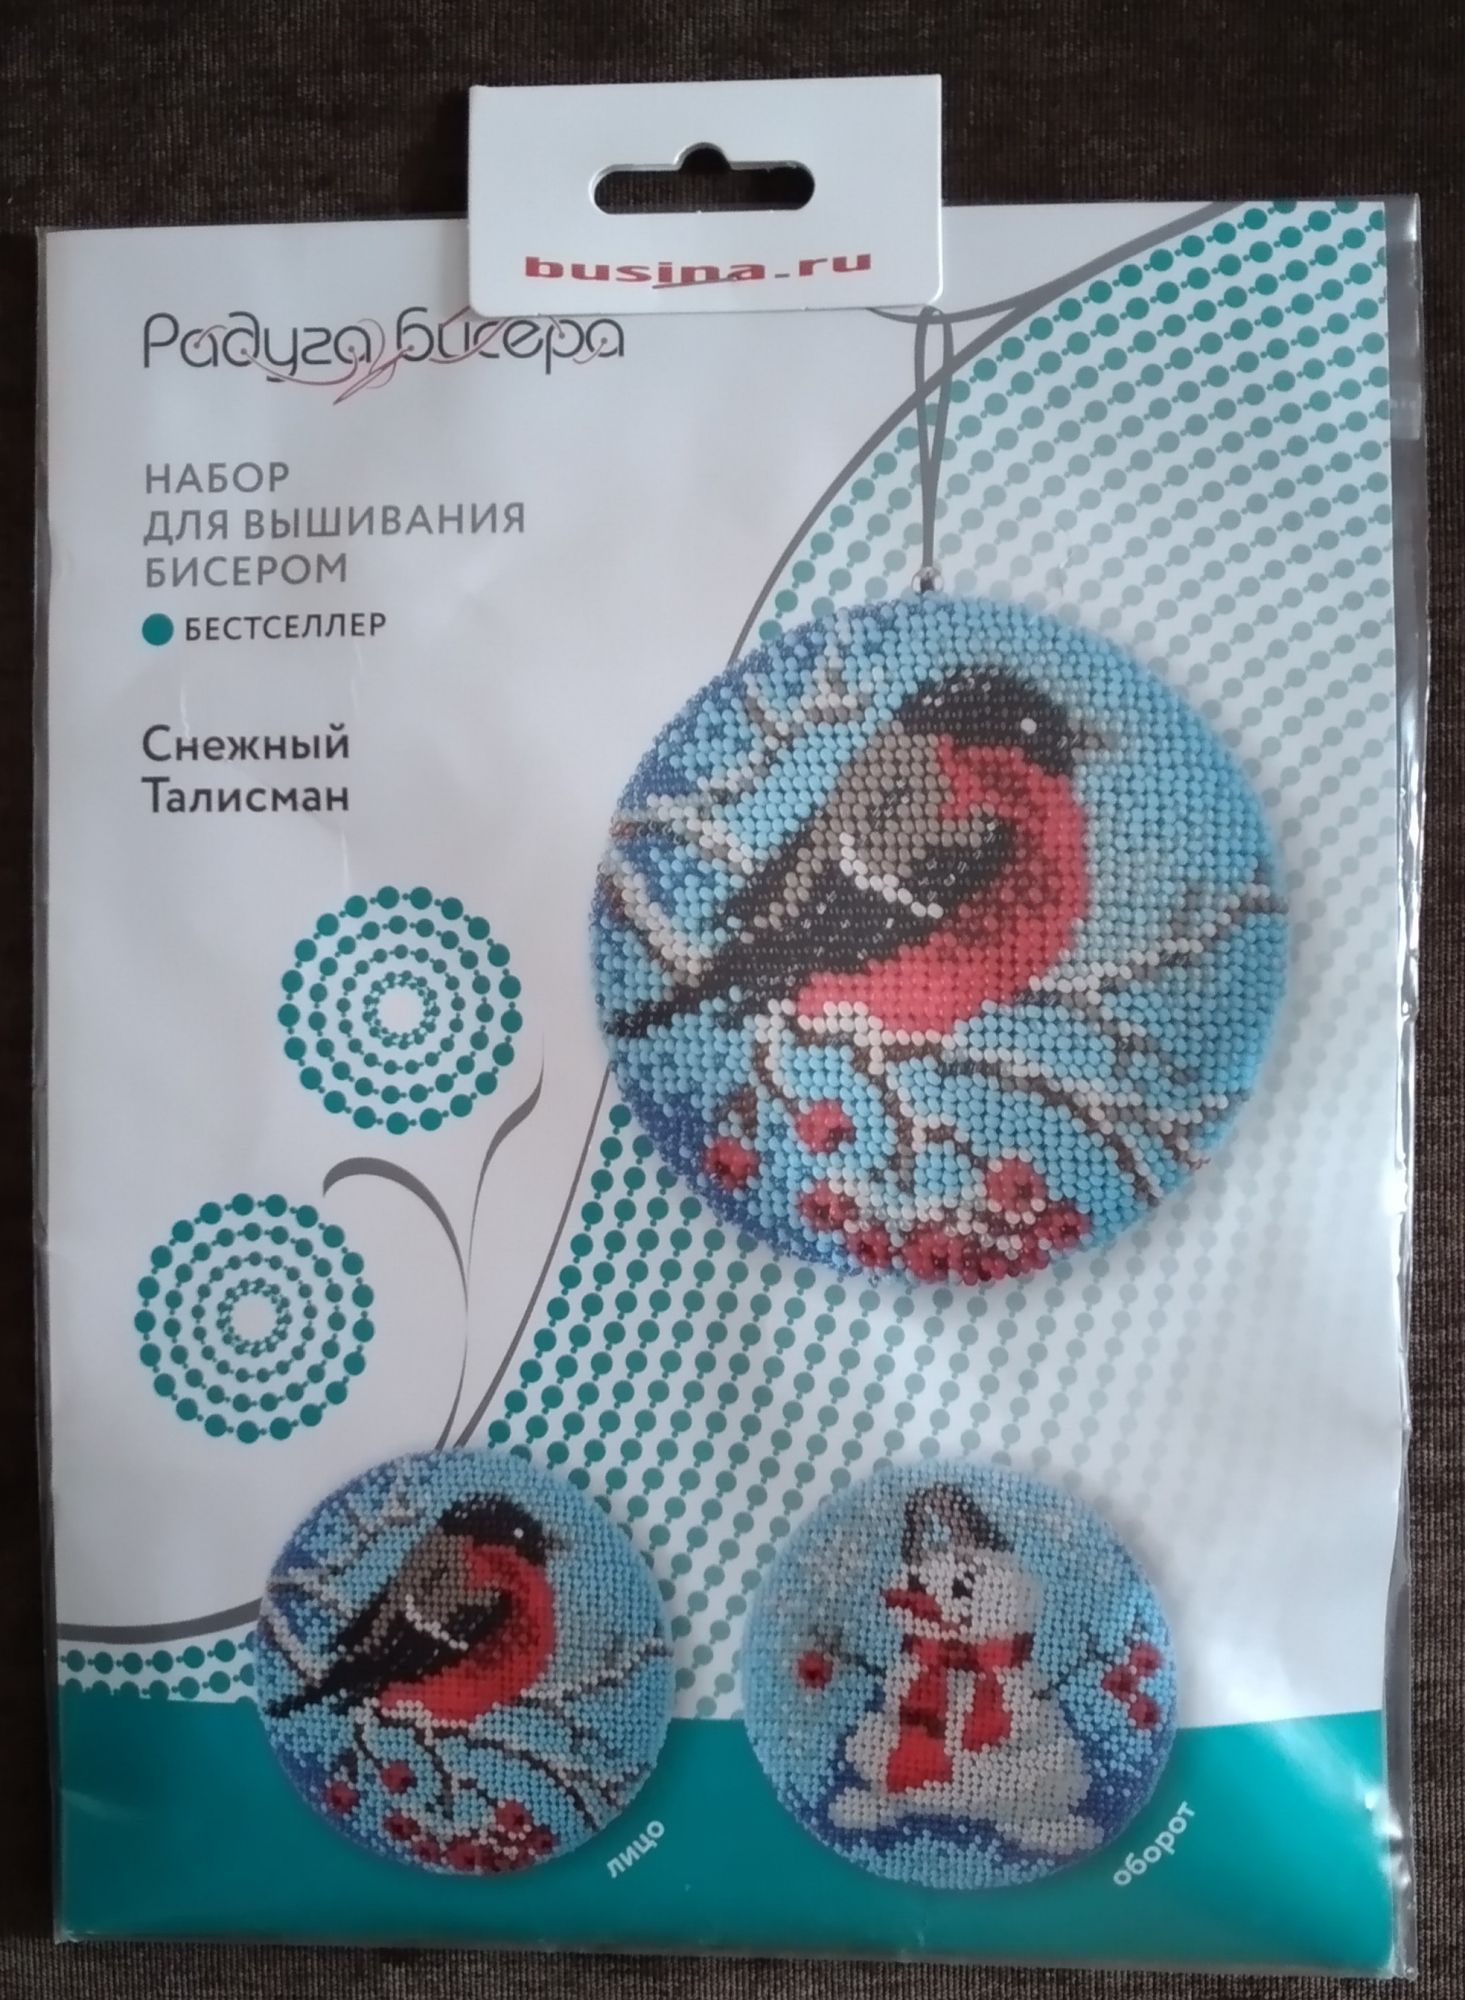 busina.ru
Радуга бисера
НАБОР
ДЛЯ ВЫШИВАНИЯ
БИСЕРОМ
БЕСТСЕЛЛЕР
Снежный
Талисман
лицо
оборот